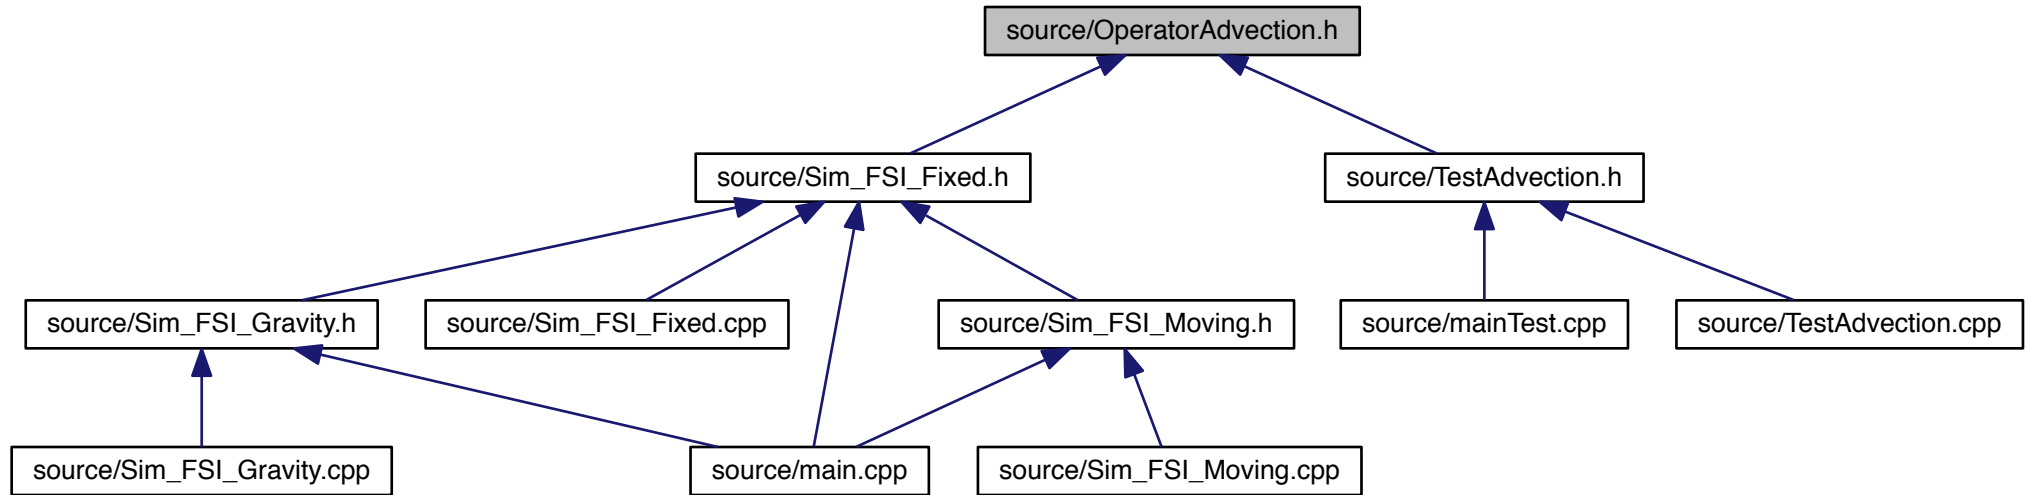 source/OperatorAdvection.h
source/Sim_FSI_Fixed.h
source/TestAdvection.h
source/Sim_FSI_Gravity.h
source/Sim_FSI_Fixed.cpp
source/Sim_FSI_Moving.h
source/mainTest.cpp
source/TestAdvection.cpp
source/Sim_FSI_Gravity.cpp
source/main.cpp
source/Sim_FSI_Moving.cpp